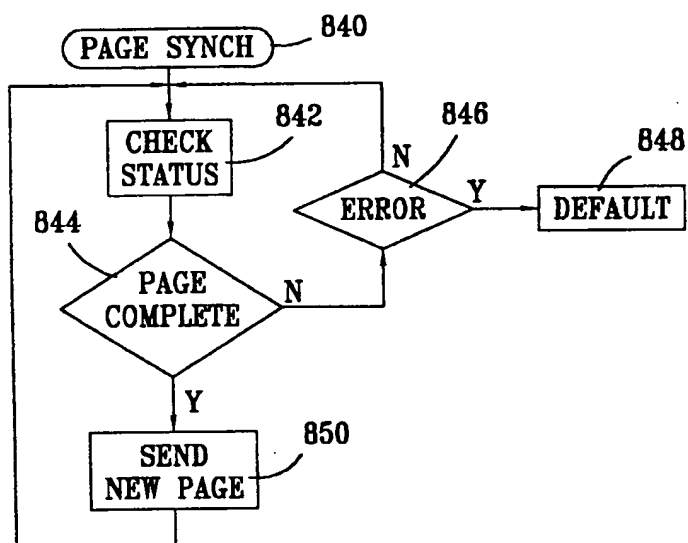 PAGE SYNCH
840
CHECK
STATUS
842
846
N
ERROR
Y
848
DEFAULT
844
PAGE
COMPLETE
N
Y
850
SEND
NEW PAGE